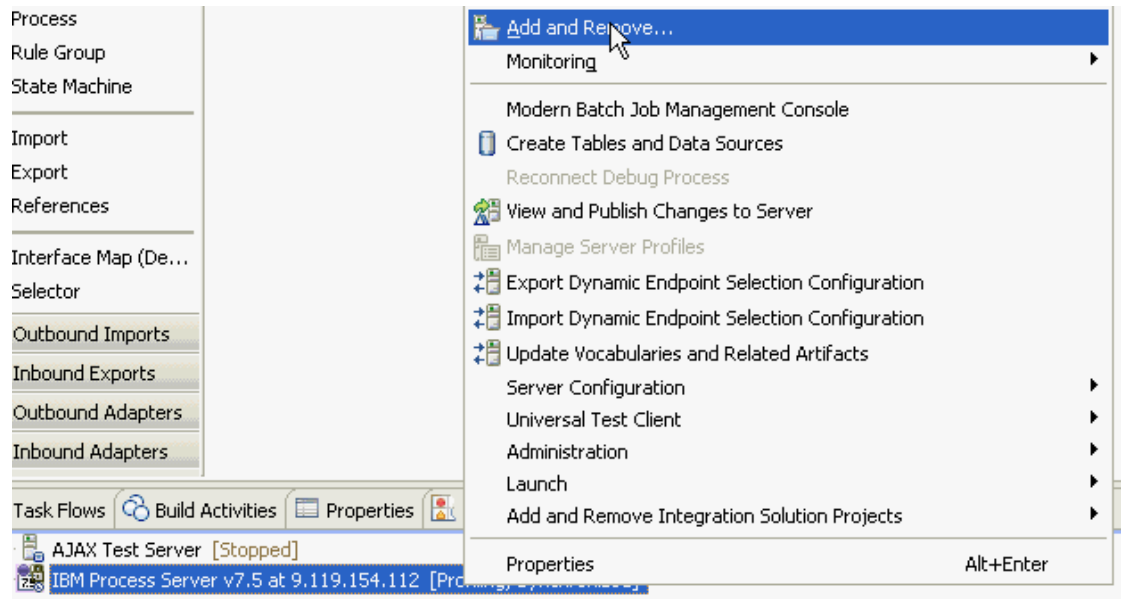 Process
Rule Group
State Machine
Import
Export
References
Interface Map (De...
Selector
Outbound Imports
Inbound Exports
Outbound Adapters
Inbound Adapters
Add and Remove...
Monitoring
Modern Batch Job Management Console
Create Tables and Data Sources
Reconnect Debug Process
View and Publish Changes to Server
Manage Server Profiles
Export Dynamic Endpoint Selection Configuration
Import Dynamic Endpoint Selection Configuration
Update Vocabularies and Related Artifacts
Server Configuration
Universal Test Client
Administration
Launch
Add and Remove Integration Solution Projects
Properties Alt+Enter
Task Flows Build Activities Properties
AJAX Test Server [Stopped]
IBM Process Server v7.5 at 9.119.154.112